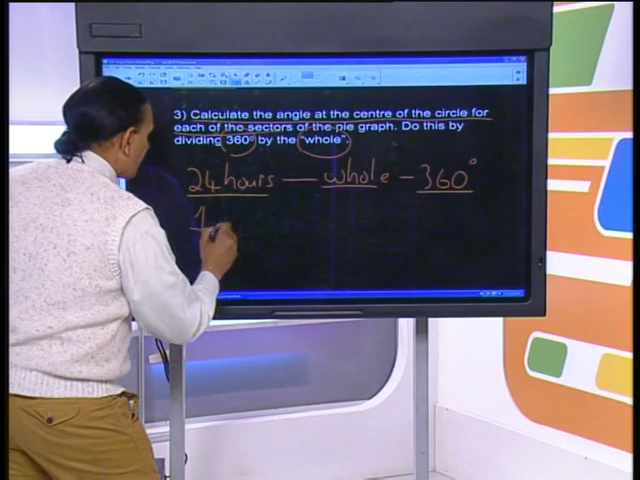 3) Calculate the angle at the centre of the circle for
each of the sectors of the pie graph. Do this by
dividing 360° by the "whole".
24 hours — whole - 360°
1